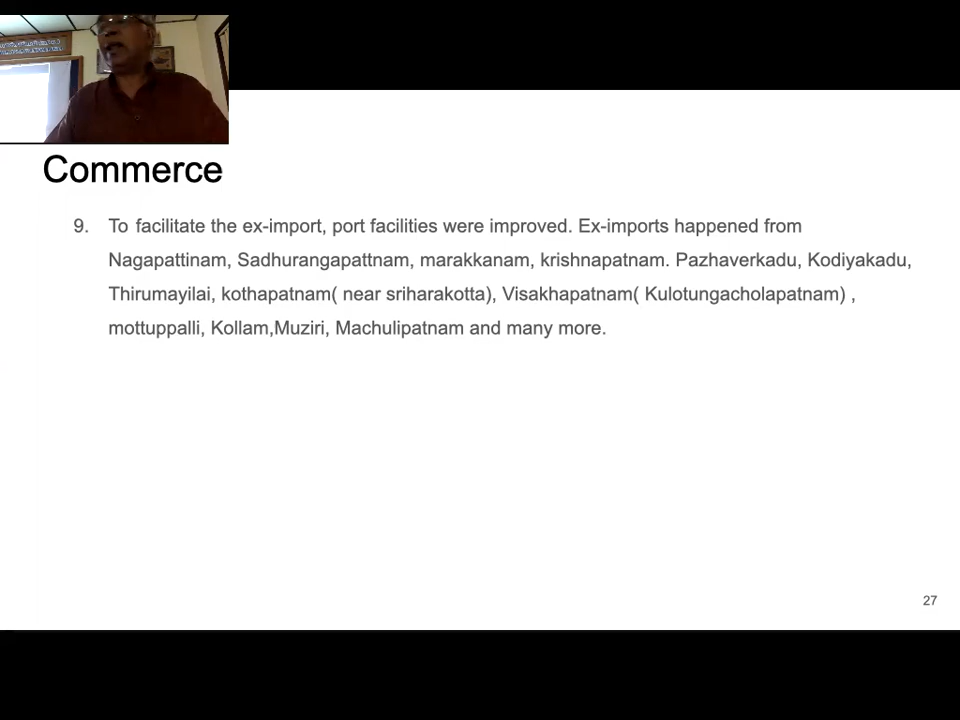 Commerce
9. To facilitate the ex-import, port facilities were improved. Ex-imports happened from
Nagapattinam, Sadhurangapattnam, marakkanam, krishnapatnam. Pazhaverkadu, Kodiyakadu,
Thirumayilai, kothapatnam( near sriharakotta), Visakhapatnam( Kulotungacholapatnam) ,
mottuppalli, Kollam,Muziri, Machulipatnam and many more.
27